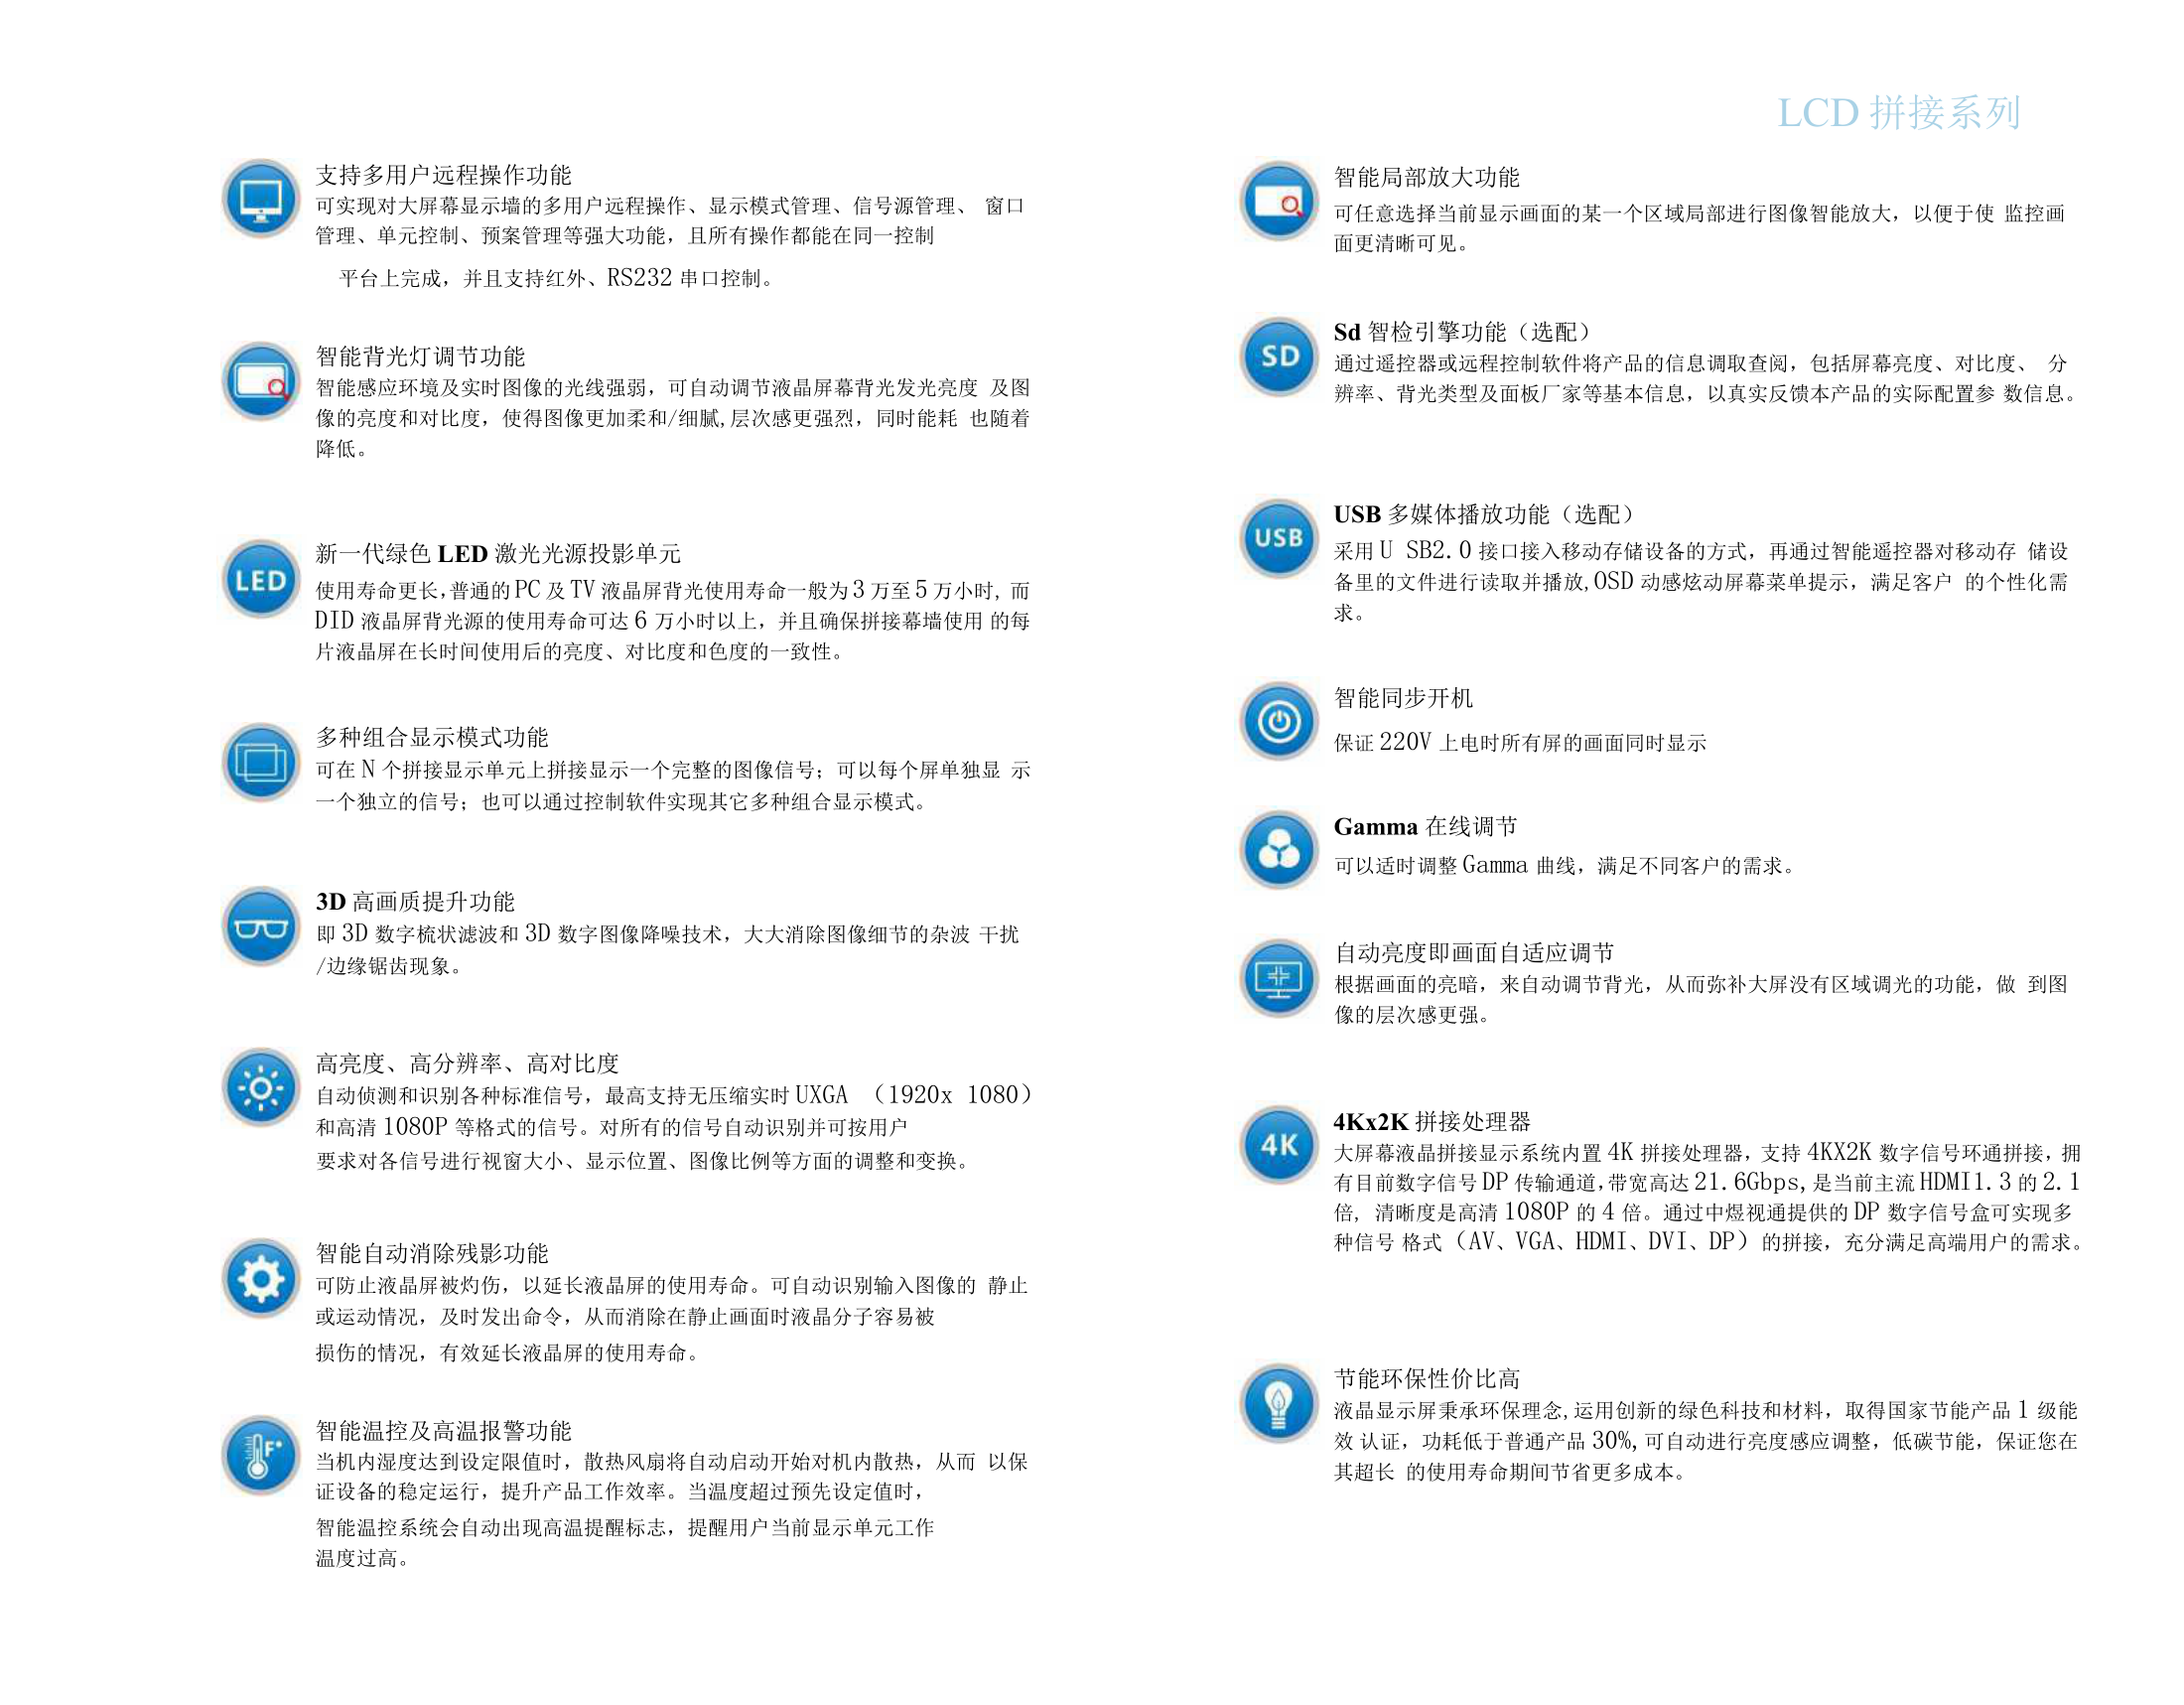 LCD 拼接系列
支持多用户远程操作功能
可实现对大屏幕显示墙的多用户远程操作、显示模式管理、信号源管理、 窗口
管理、单元控制、预案管理等强大功能，且所有操作都能在同一控制
平台上完成，并且支持红外、RS232 串口控制。
智能背光灯调节功能
智能感应环境及实时图像的光线强弱，可自动调节液晶屏幕背光发光亮度 及图
像的亮度和对比度，使得图像更加柔和/细腻,层次感更强烈，同时能耗 也随着
降低。
LED
新一代绿色 LED 激光光源投影单元
使用寿命更长,普通的 PC 及 TV 液晶屏背光使用寿命一般为 3 万至 5 万小时, 而
DID 液晶屏背光源的使用寿命可达 6 万小时以上，并且确保拼接幕墙使用 的每
片液晶屏在长时间使用后的亮度、对比度和色度的一致性。
多种组合显示模式功能
可在 N 个拼接显示单元上拼接显示一个完整的图像信号；可以每个屏单独显 示
一个独立的信号；也可以通过控制软件实现其它多种组合显示模式。
3D 高画质提升功能
即 3D 数字梳状滤波和 3D 数字图像降噪技术，大大消除图像细节的杂波 干扰
/边缘锯齿现象。
高亮度、高分辨率、高对比度
自动侦测和识别各种标准信号，最高支持无压缩实时 UXGA （1920x 1080）
和高清 1080P 等格式的信号。对所有的信号自动识别并可按用户
要求对各信号进行视窗大小、显示位置、图像比例等方面的调整和变换。
智能自动消除残影功能
可防止液晶屏被灼伤，以延长液晶屏的使用寿命。可自动识别输入图像的 静止
或运动情况，及时发出命令，从而消除在静止画面时液晶分子容易被
损伤的情况，有效延长液晶屏的使用寿命。
F°
智能温控及高温报警功能
当机内湿度达到设定限值时，散热风扇将自动启动开始对机内散热，从而 以保
证设备的稳定运行，提升产品工作效率。当温度超过预先设定值时，
智能温控系统会自动出现高温提醒标志，提醒用户当前显示单元工作
温度过高。
智能局部放大功能
可任意选择当前显示画面的某一个区域局部进行图像智能放大，以便于使 监控画
面更清晰可见。
SD
Sd 智检引擎功能（选配）
通过遥控器或远程控制软件将产品的信息调取查阅，包括屏幕亮度、对比度、 分
辨率、背光类型及面板厂家等基本信息，以真实反馈本产品的实际配置参 数信息。
USB
USB 多媒体播放功能（选配）
采用 U SB2.0 接口接入移动存储设备的方式，再通过智能遥控器对移动存 储设
备里的文件进行读取并播放,OSD 动感炫动屏幕菜单提示，满足客户 的个性化需
求。
智能同步开机
保证 220V 上电时所有屏的画面同时显示
Gamma 在线调节
可以适时调整 Gamma 曲线，满足不同客户的需求。
自动亮度即画面自适应调节
根据画面的亮暗，来自动调节背光，从而弥补大屏没有区域调光的功能，做 到图
像的层次感更强。
4K
4Kx2K 拼接处理器
大屏幕液晶拼接显示系统内置 4K 拼接处理器，支持 4KX2K 数字信号环通拼接，拥
有目前数字信号 DP 传输通道,带宽高达 21.6Gbps,是当前主流 HDMI1.3 的 2.1
倍, 清晰度是高清 1080P 的 4 倍。通过中煜视通提供的 DP 数字信号盒可实现多
种信号 格式（AV、VGA、HDMI、DVI、DP）的拼接，充分满足高端用户的需求。
节能环保性价比高
液晶显示屏秉承环保理念,运用创新的绿色科技和材料，取得国家节能产品 1 级能
效 认证，功耗低于普通产品 30%,可自动进行亮度感应调整，低碳节能，保证您在
其超长 的使用寿命期间节省更多成本。